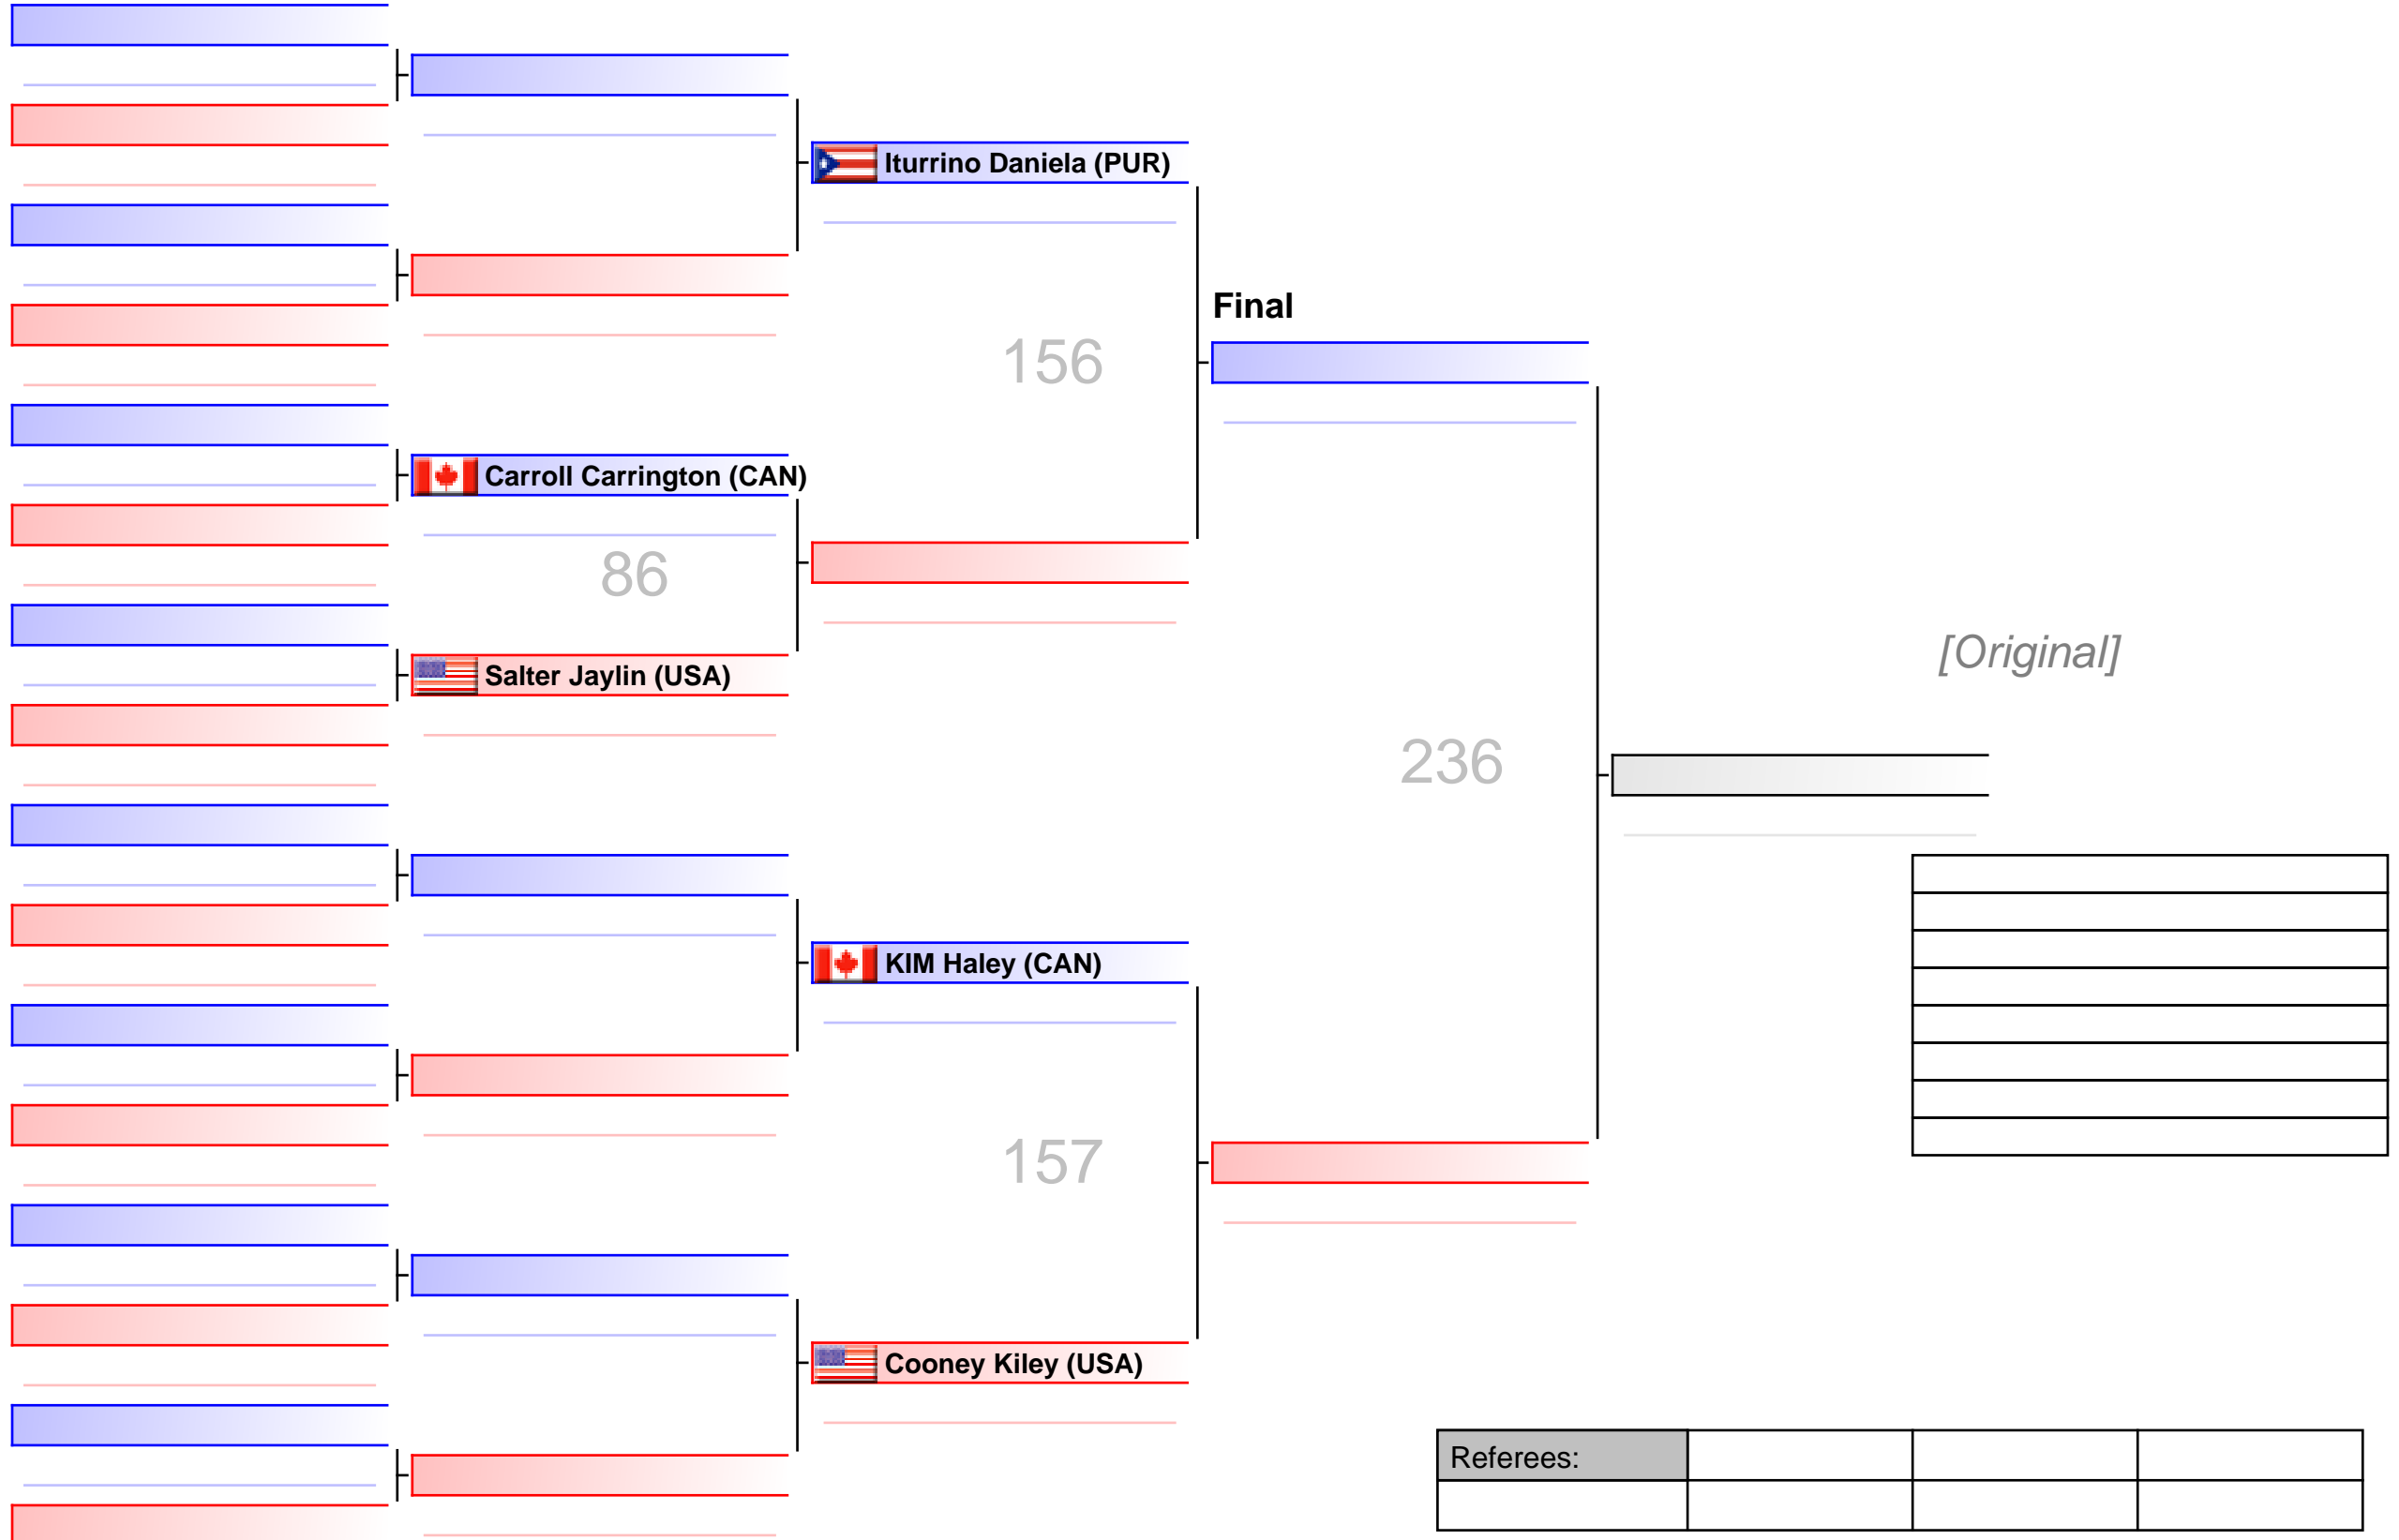 Iturrino Daniela (PUR)
Final
156
Carroll Carrington (CAN)
86
Salter Jaylin (USA)
[Original]
236
KIM Haley (CAN)
157
Cooney Kiley (USA)
Referees: